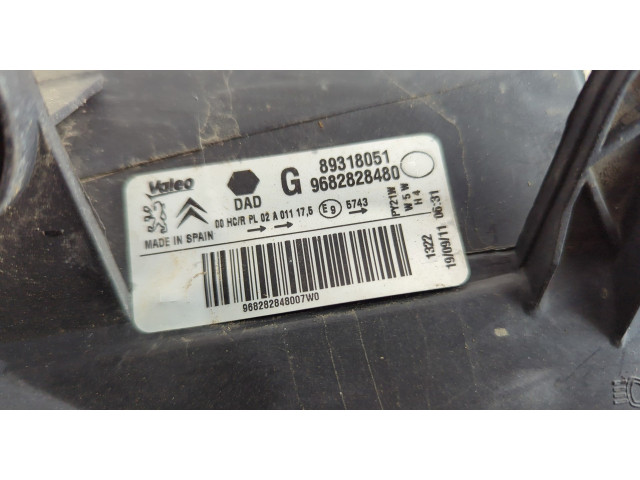 Valeo
DAD
G
89318051
9682828480
MADE IN SPAIN
00 HC/R PL 02 A 011 17,5 E9 5743
PY21W
W5W
H4
1322
19/09/11 06:31
968282848007W0